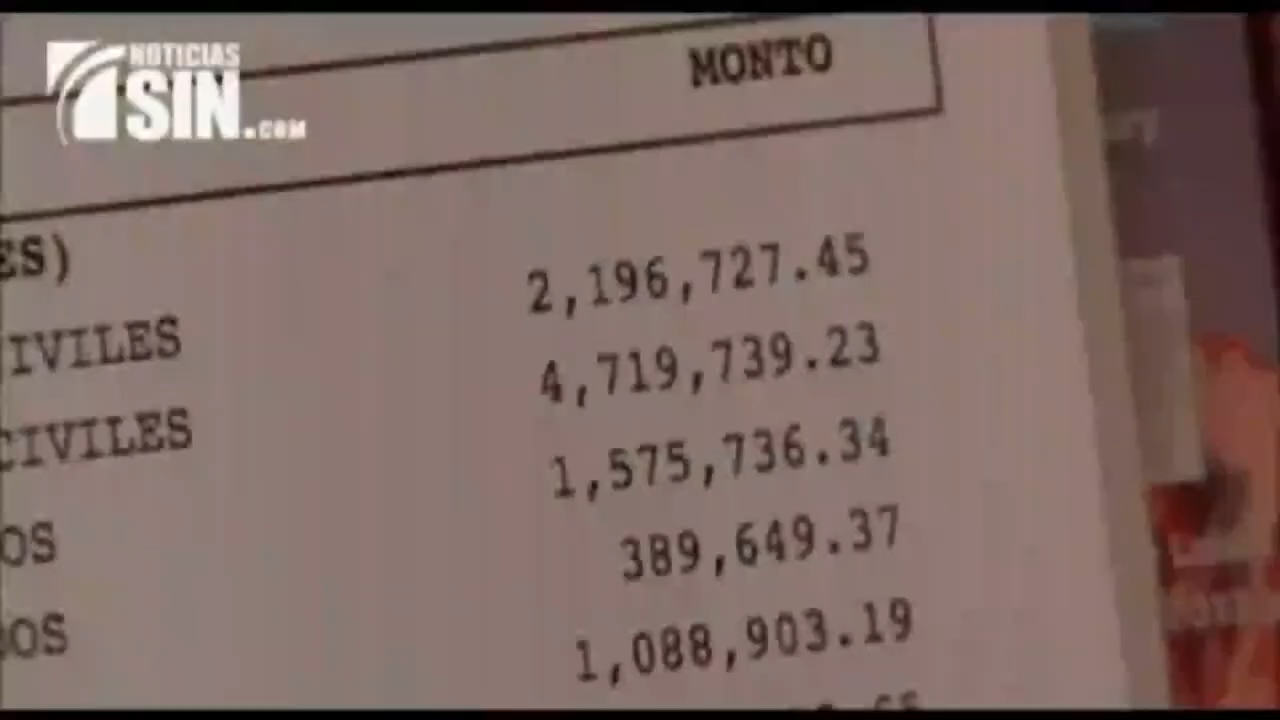 NOTICIAS
SIN.COM
MONTO
ES) 2,196,727.45
IVILES 4,719,739.23
CIVILES 1,575,736.34
OS 389,649.37
OS 1,088,903.19